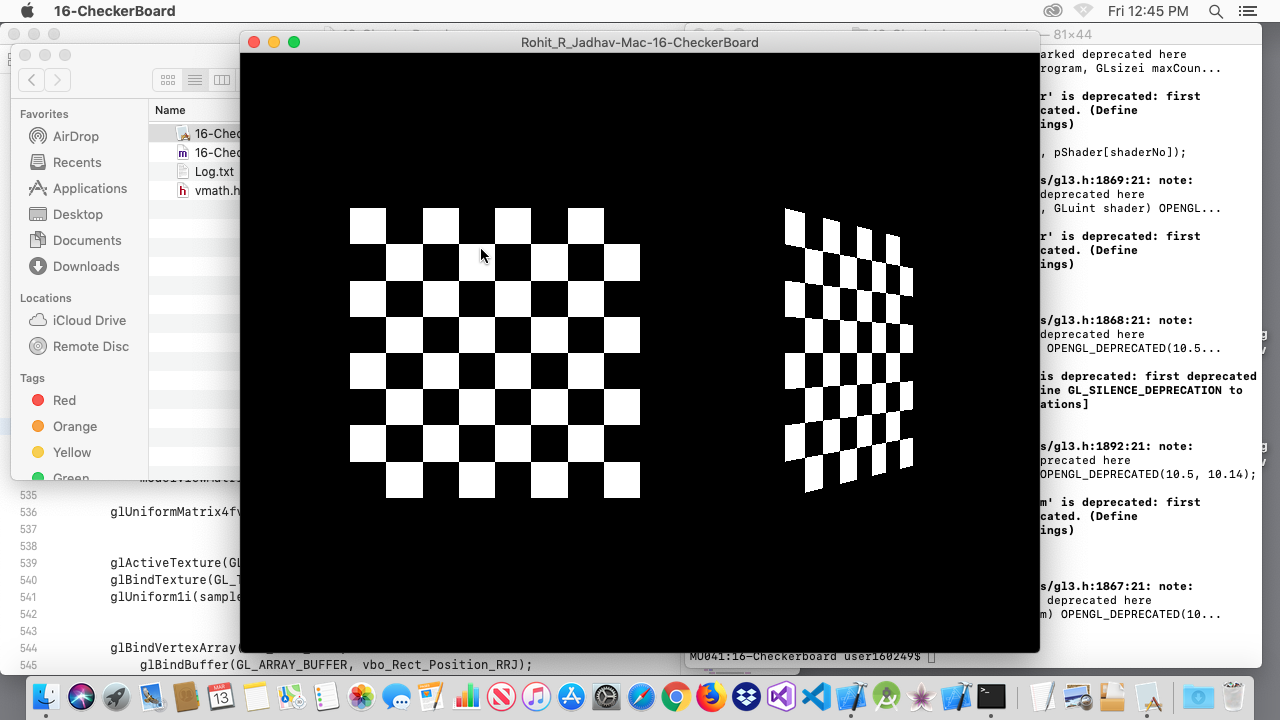 16-CheckerBoard
Fri 12:45 PM
Rohit_R_Jadhav-Mac-16-CheckerBoard
— 81×44
Favorites
AirDrop
Recents
Applications
Desktop
Documents
Downloads
Locations
iCloud Drive
Remote Disc
Tags
Red
Orange
Yellow
Green
Name
16-Chec
16-Chec
Log.txt
vmath.h
535
536 glUniformMatrix4fv
537
538
539 glActiveTexture(GL
540 glBindTexture(GL_T
541 glUniform1i(sample
542
543
544 glBindVertexArray(
545 glBindBuffer(GL_ARRAY_BUFFER, vbo_Rect_Position_RRJ);
arked deprecated here
rogram, GLsizei maxCoun...
r' is deprecated: first
cated. (Define
ings)
, pShader[shaderNo]);
s/gl3.h:1869:21: note:
deprecated here
, GLuint shader) OPENGL...
r' is deprecated: first
cated. (Define
ings)
s/gl3.h:1868:21: note:
deprecated here
OPENGL_DEPRECATED(10.5...
is deprecated: first deprecated
ine GL_SILENCE_DEPRECATION to
ations]
s/gl3.h:1892:21: note:
precated here
OPENGL_DEPRECATED(10.5, 10.14);
m' is deprecated: first
cated. (Define
ings)
s/gl3.h:1867:21: note:
deprecated here
m) OPENGL_DEPRECATED(10...
MU041:16-Checkerboard user160249$
MAR
13